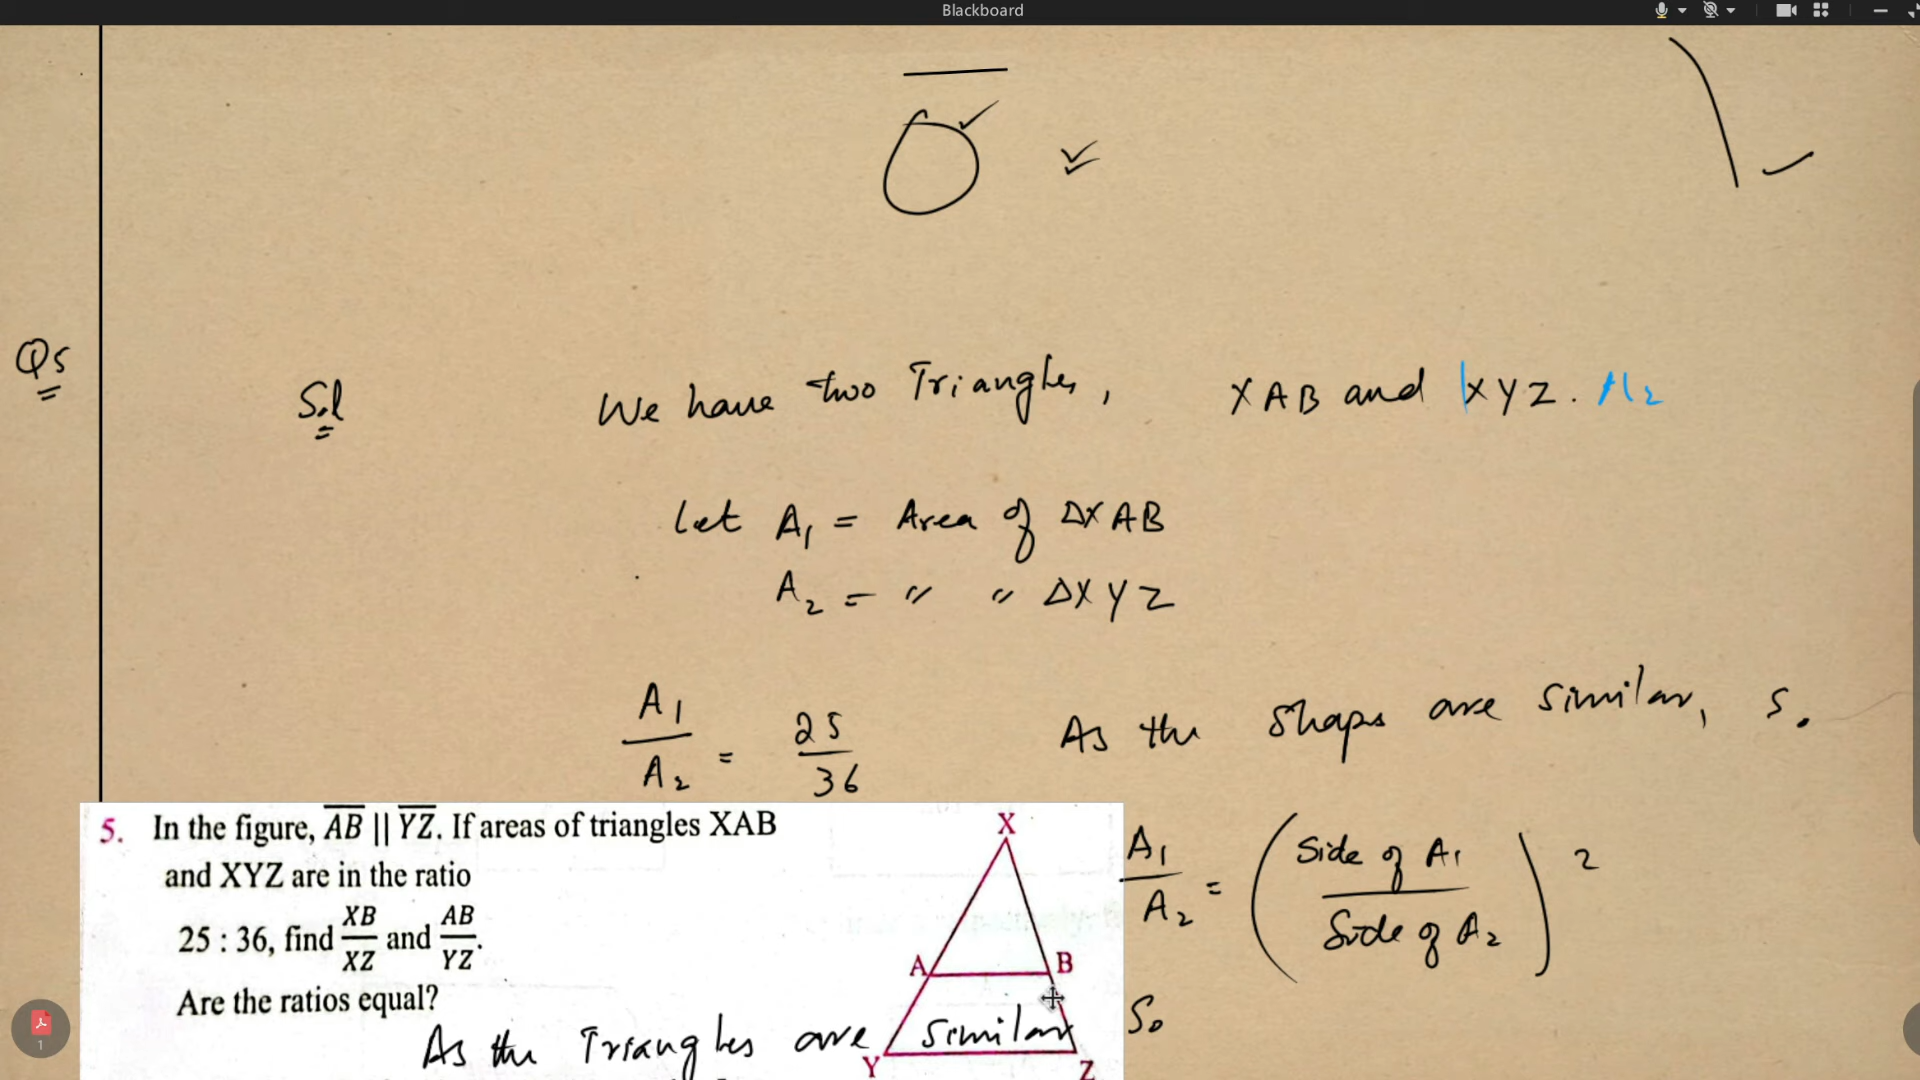 Blackboard
Q5
Sol
We have two Triangles, XAB and XYZ. A2
Let A1 = Area of ΔXAB
A2 = " " ΔXYZ
A1/A2 = 25/36 As the shapes are similar, so
5. In the figure, AB || YZ. If areas of triangles XAB
and XYZ are in the ratio
25 : 36, find XB/XZ and AB/YZ.
Are the ratios equal?
X
A B
Y Z
A1/A2 = (Side of A1 / Side of A2)2
So
As the Triangles are similar
1